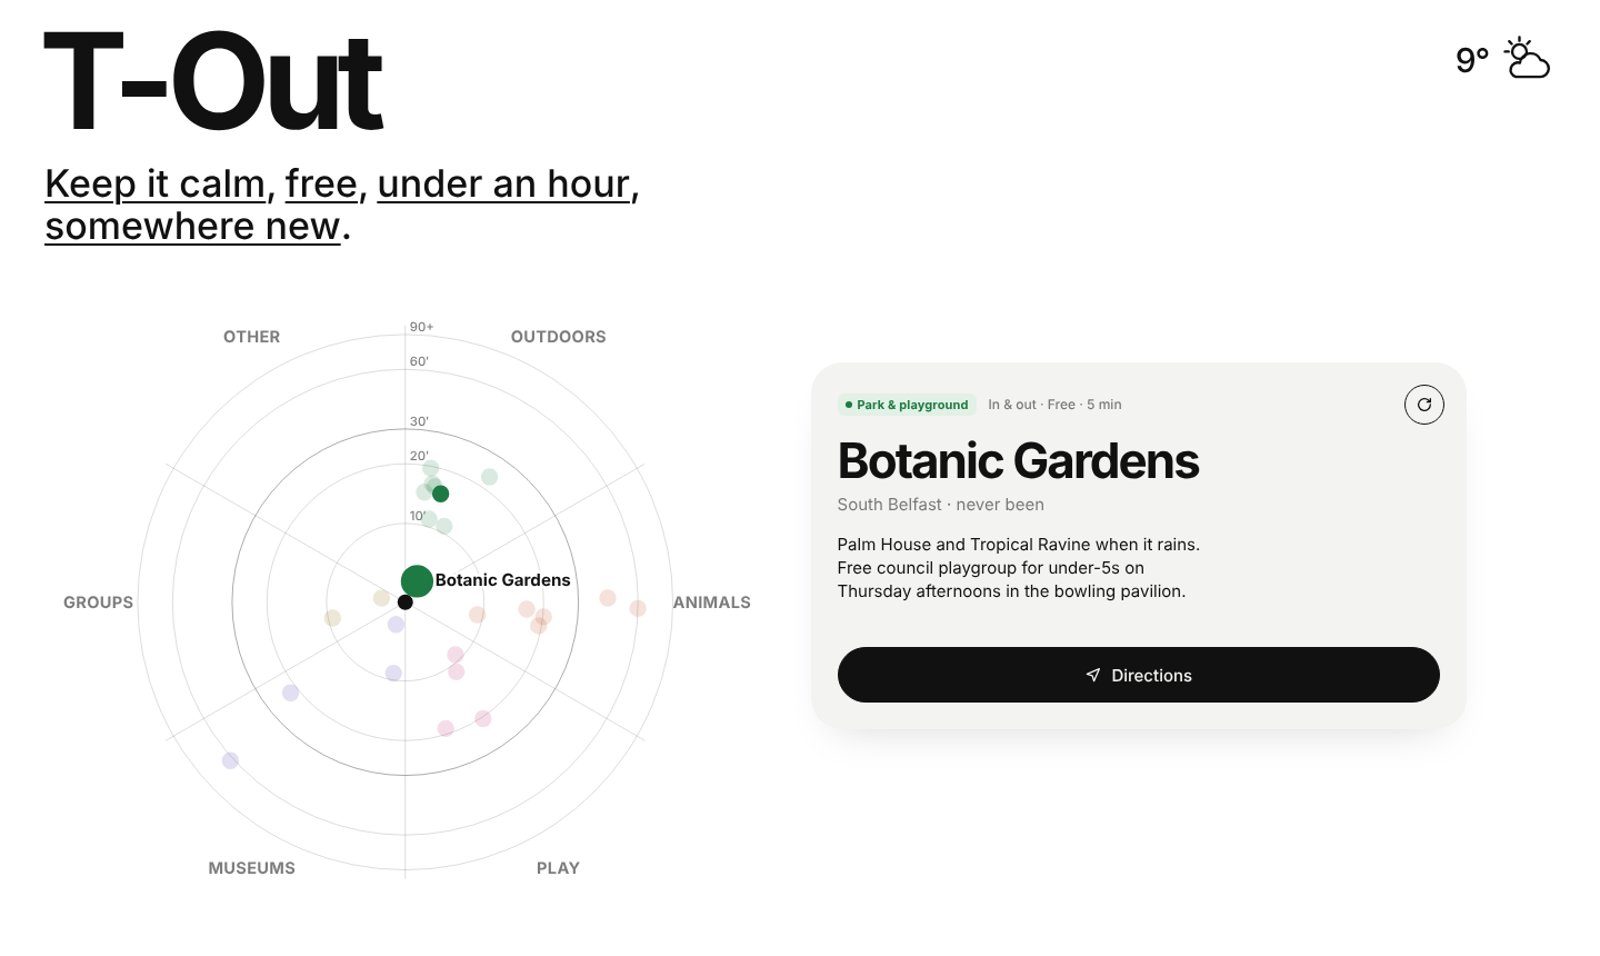 T-Out
9°
Keep it calm, free, under an hour,
somewhere new.
OTHER
90+
OUTDOORS
60'
30'
20'
10'
Botanic Gardens
GROUPS
ANIMALS
MUSEUMS
PLAY
Park & playground
In & out · Free · 5 min
Botanic Gardens
South Belfast · never been
Palm House and Tropical Ravine when it rains.
Free council playgroup for under-5s on
Thursday afternoons in the bowling pavilion.
Directions